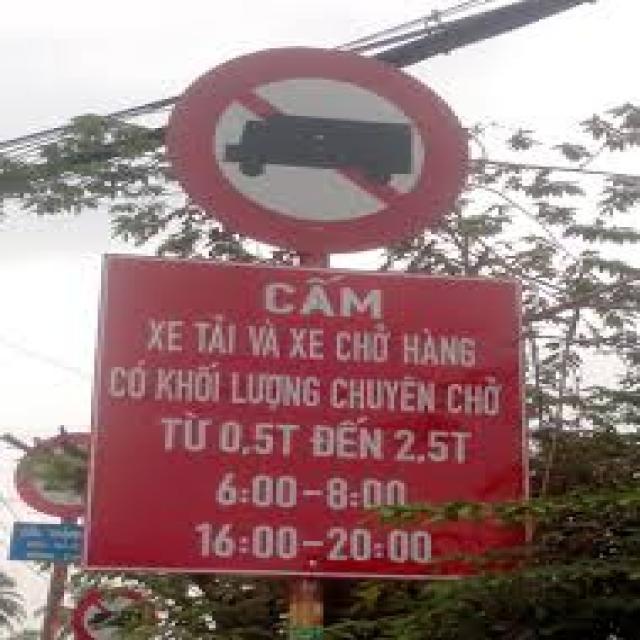 CẤM
XE TẢI VÀ XE CHỞ HÀNG
CÓ KHỐI LƯỢNG CHUYÊN CHỞ
TỪ 0.5T ĐẾN 2.5T
6:00-8:00
16:00-20:00